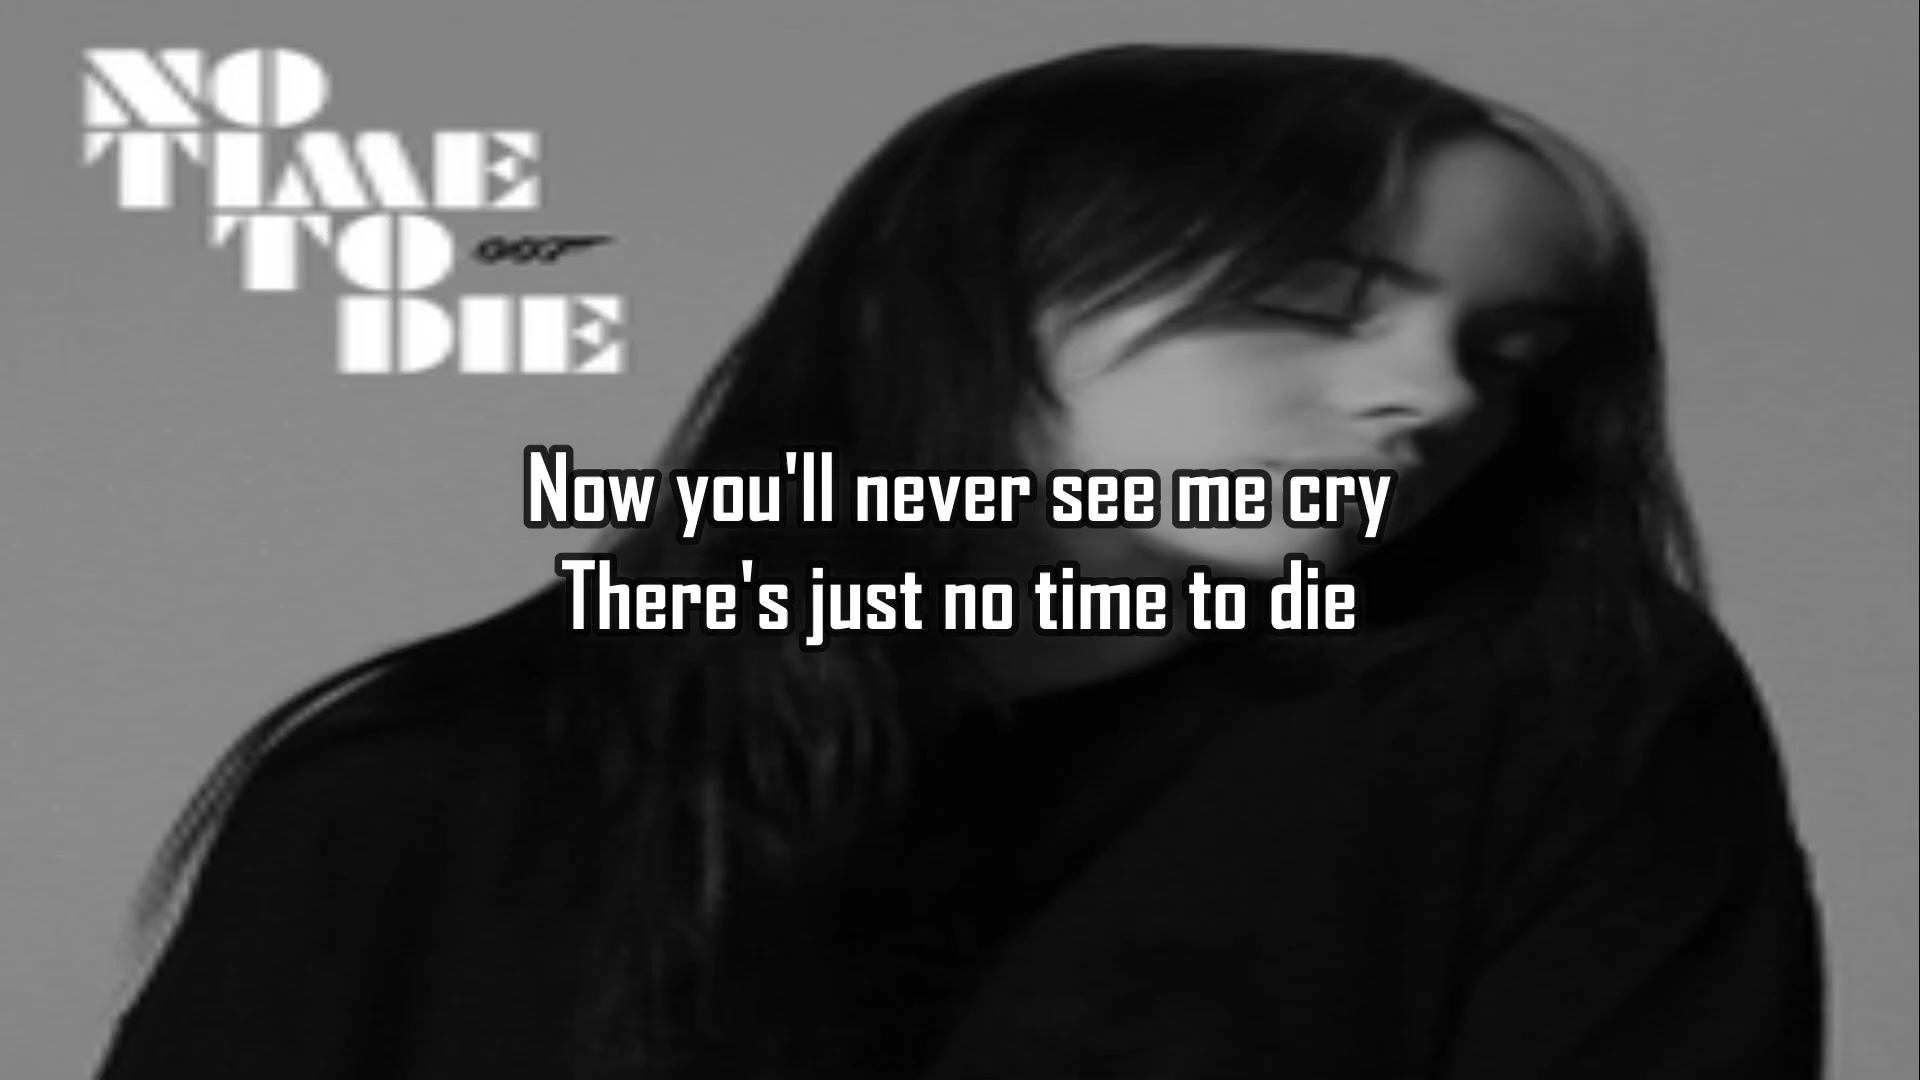 NO
TIME
TO 007
DIE
Now you'll never see me cry
There's just no time to die